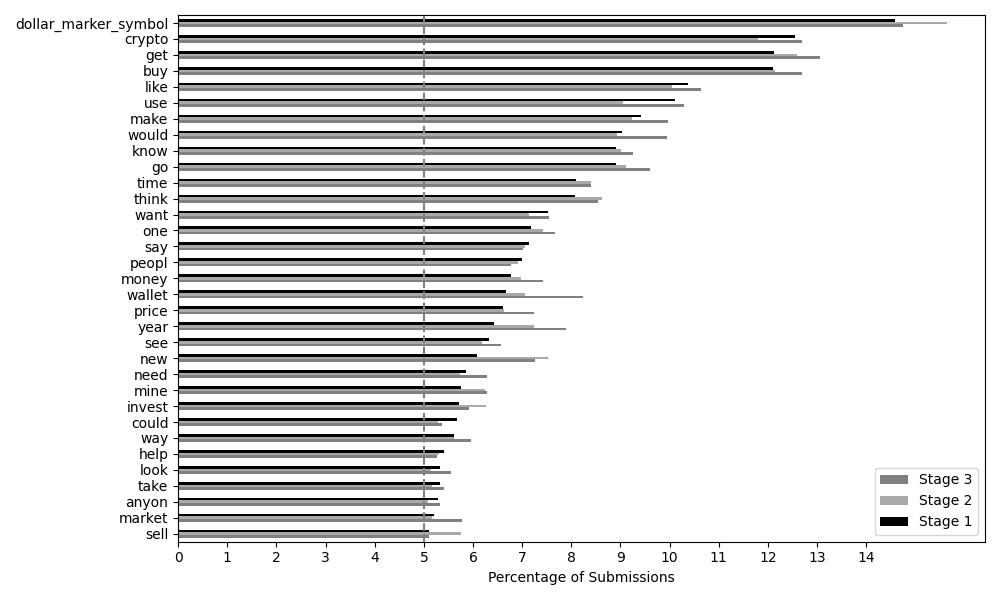 dollar_marker_symbol
crypto
get
buy
like
use
make
would
know
go
time
think
want
one
say
peopl
money
wallet
price
year
see
new
need
mine
invest
could
way
help
look
take
anyon
market
sell
Stage 3
Stage 2
Stage 1
0 1 2 3 4 5 6 7 8 9 10 11 12 13 14
Percentage of Submissions